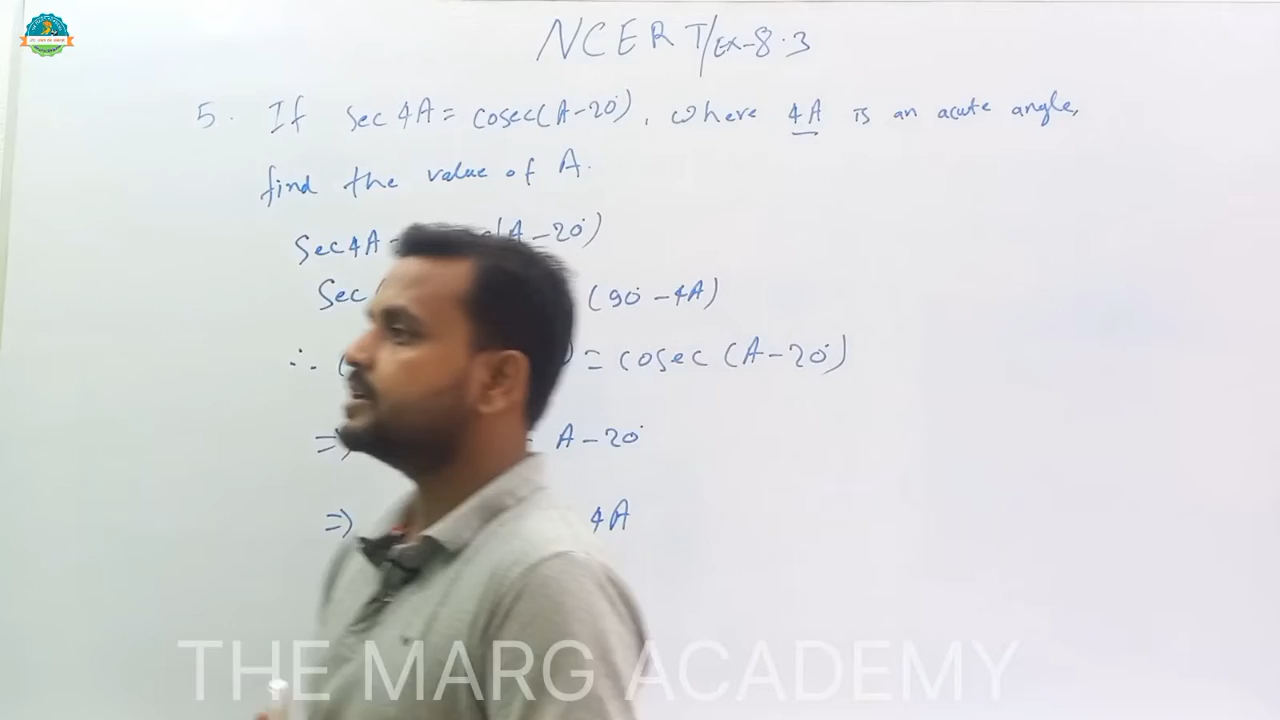 NCERT/Ex-8.3
5. If sec 4A = cosec(A-20°), where 4A is an acute angle,
find the value of A.
Sec4A (A-20°)
Sec (90°-4A)
∴ = cosec (A-20°)
=> A-20°
=> 4A
THE MARG ACADEMY